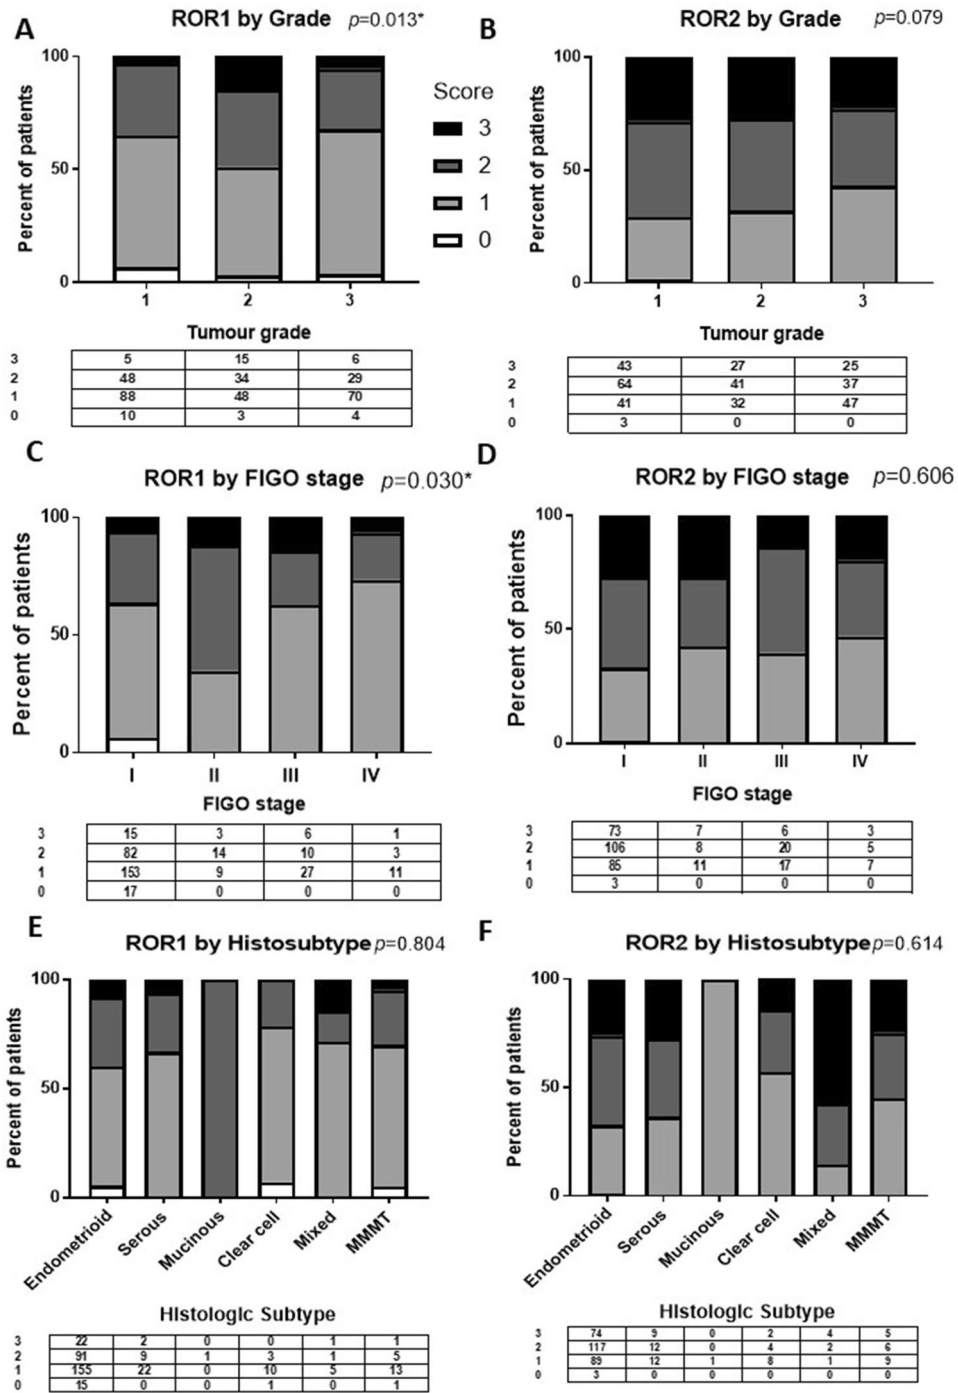 A
ROR1 by Grade p=0.013*
Percent of patients
100
50
0
1 2 3
Tumour grade
3 5 15 6
2 48 34 29
1 88 48 70
0 10 3 4
Score
3
2
1
0
B
ROR2 by Grade p=0.079
Percent of patients
100
50
0
1 2 3
Tumour grade
3 43 27 25
2 64 41 37
1 41 32 47
0 3 0 0
C
ROR1 by FIGO stage p=0.030*
Percent of patients
100
50
0
I II III IV
FIGO stage
3 15 3 6 1
2 82 14 10 3
1 153 9 27 11
0 17 0 0 0
D
ROR2 by FIGO stage p=0.606
Percent of patients
100
50
0
I II III IV
FIGO stage
3 73 7 6 3
2 106 8 20 5
1 85 11 17 7
0 3 0 0 0
E
ROR1 by Histosubtype p=0.804
Percent of patients
100
50
0
Endometrioid Serous Mucinous Clear cell Mixed MMMT
Histologic Subtype
3 22 2 0 0 1 1
2 91 9 1 3 1 5
1 155 22 0 10 5 13
0 15 0 0 1 0 1
F
ROR2 by Histosubtype p=0.614
Percent of patients
100
50
0
Endometrioid Serous Mucinous Clear cell Mixed MMMT
Histologic Subtype
3 74 9 0 2 4 5
2 117 12 0 4 2 6
1 89 12 1 8 1 9
0 3 0 0 0 0 0